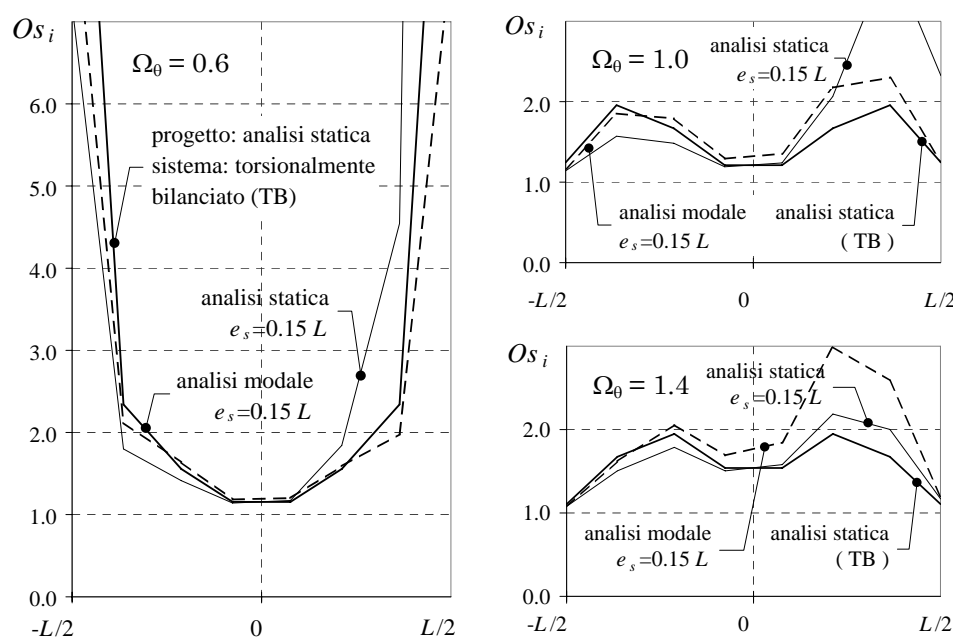 Os i
Ωθ = 0.6
6.0
progetto: analisi statica
sistema: torsionalmente
5.0
bilanciato (TB)
4.0
analisi statica
e s=0.15 L
3.0
analisi modale
e s=0.15 L
2.0
1.0
0.0
-L/2
0
L/2
Os i
Ωθ = 1.0
analisi statica
e s=0.15 L
2.0
1.0
analisi modale
e s=0.15 L
analisi statica
( TB )
0.0
-L/2
0
L/2
Os i
Ωθ = 1.4
analisi statica
e s=0.15 L
2.0
1.0
analisi modale
e s=0.15 L
analisi statica
( TB )
0.0
-L/2
0
L/2